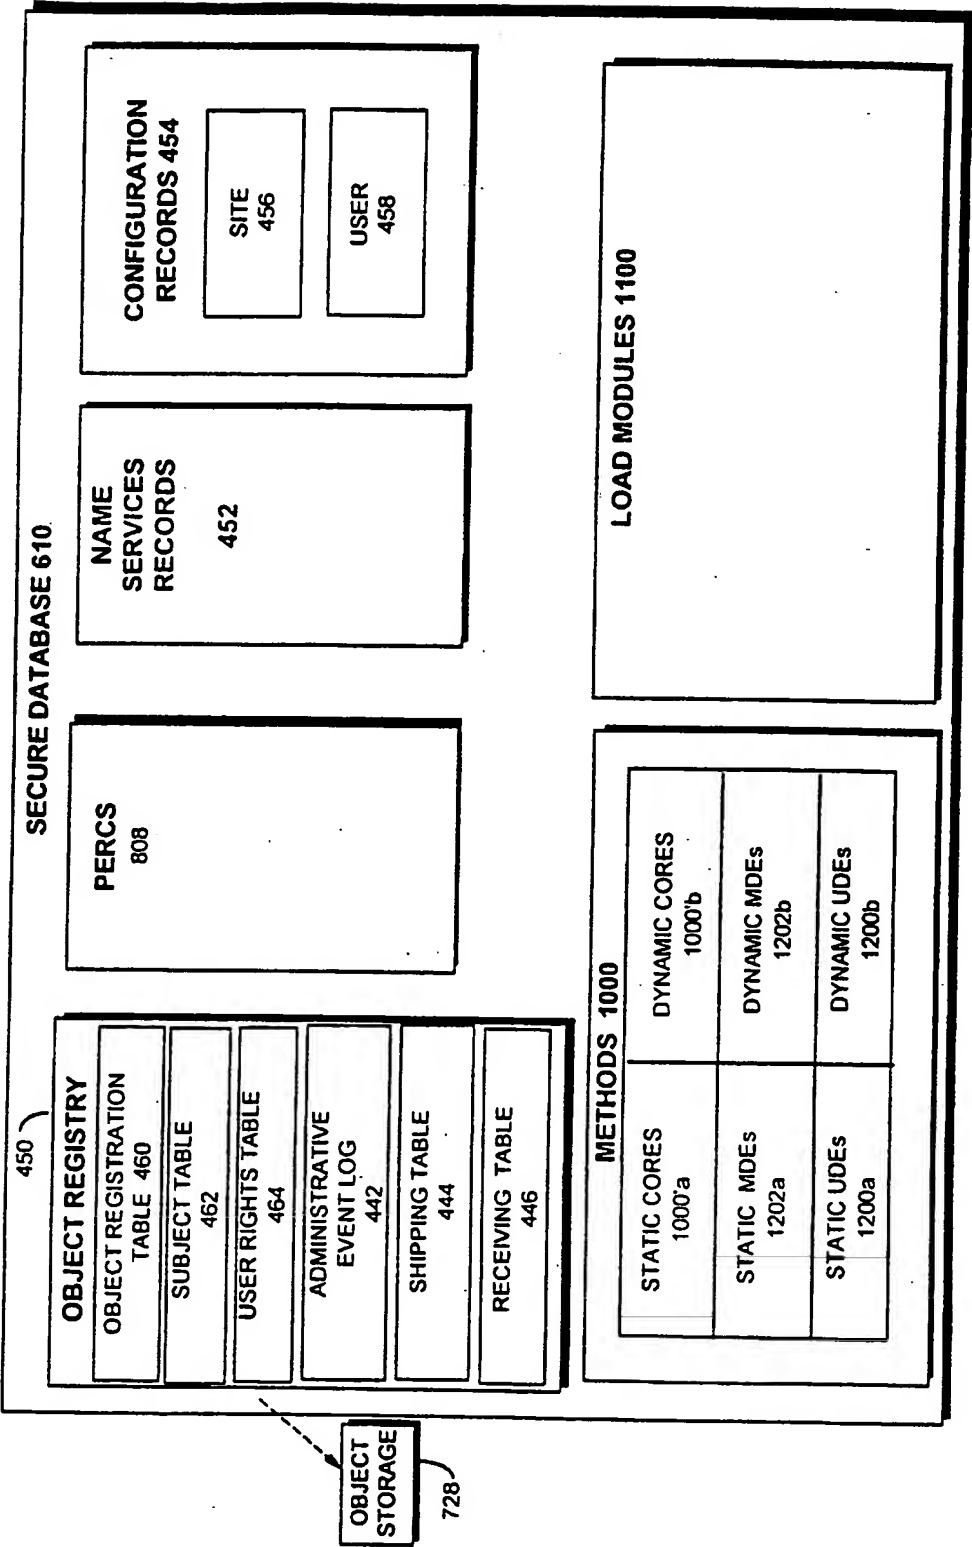 SECURE DATABASE 610
450
OBJECT REGISTRY
OBJECT REGISTRATION
TABLE 460
SUBJECT TABLE
462
USER RIGHTS TABLE
464
ADMINISTRATIVE
EVENT LOG
442
SHIPPING TABLE
444
RECEIVING TABLE
446
PERCS
808
NAME
SERVICES
RECORDS
452
CONFIGURATION
RECORDS 454
SITE
456
USER
458
OBJECT
STORAGE
728
METHODS 1000
STATIC CORES
1000'a
DYNAMIC CORES
1000'b
STATIC MDEs
1202a
DYNAMIC MDEs
1202b
STATIC UDEs
1200a
DYNAMIC UDEs
1200b
LOAD MODULES 1100